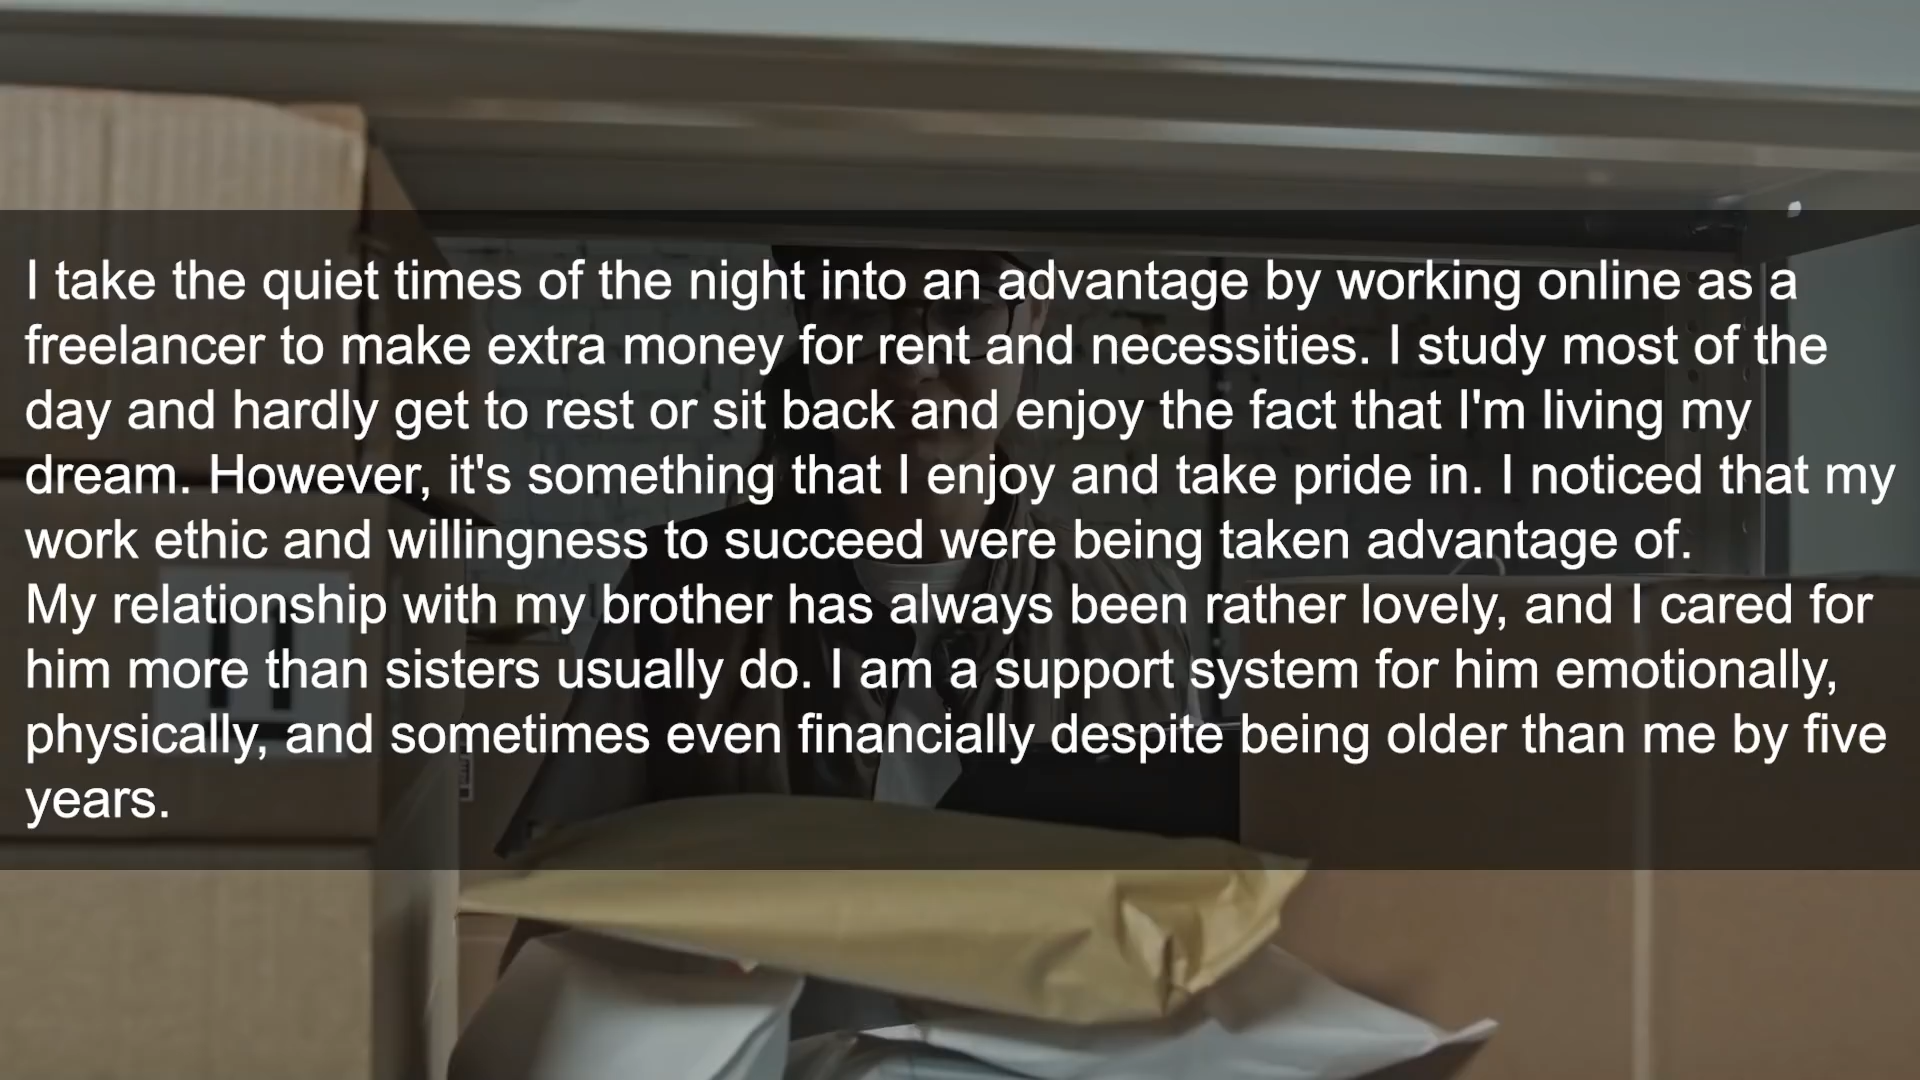 I take the quiet times of the night into an advantage by working online as a
freelancer to make extra money for rent and necessities. I study most of the
day and hardly get to rest or sit back and enjoy the fact that I'm living my
dream. However, it's something that I enjoy and take pride in. I noticed that my
work ethic and willingness to succeed were being taken advantage of.
My relationship with my brother has always been rather lovely, and I cared for
him more than sisters usually do. I am a support system for him emotionally,
physically, and sometimes even financially despite being older than me by five
years.